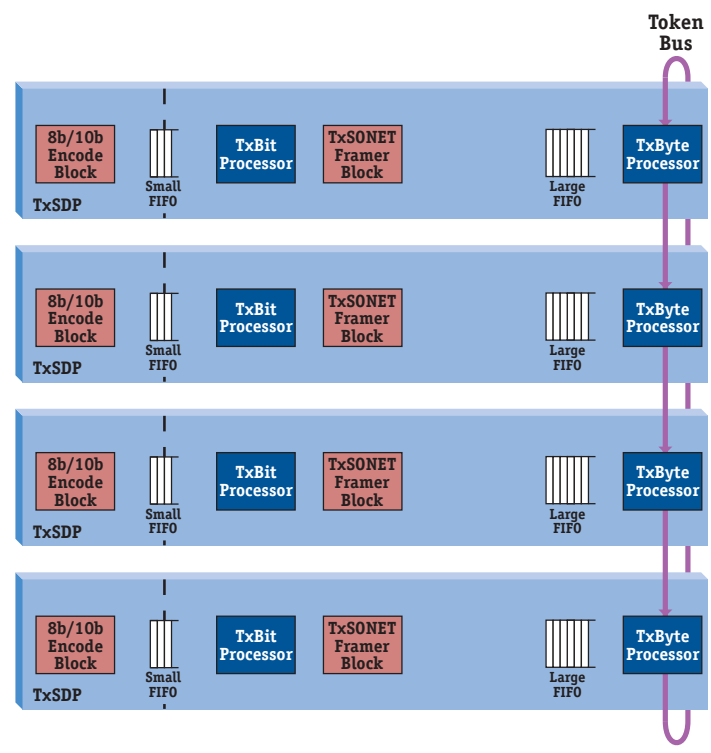 Token
Bus
8b/10b
Encode
Block
Small
FIFO
TxBit
Processor
TxSONET
Framer
Block
Large
FIFO
TxByte
Processor
TxSDP
8b/10b
Encode
Block
Small
FIFO
TxBit
Processor
TxSONET
Framer
Block
Large
FIFO
TxByte
Processor
TxSDP
8b/10b
Encode
Block
Small
FIFO
TxBit
Processor
TxSONET
Framer
Block
Large
FIFO
TxByte
Processor
TxSDP
8b/10b
Encode
Block
Small
FIFO
TxBit
Processor
TxSONET
Framer
Block
Large
FIFO
TxByte
Processor
TxSDP